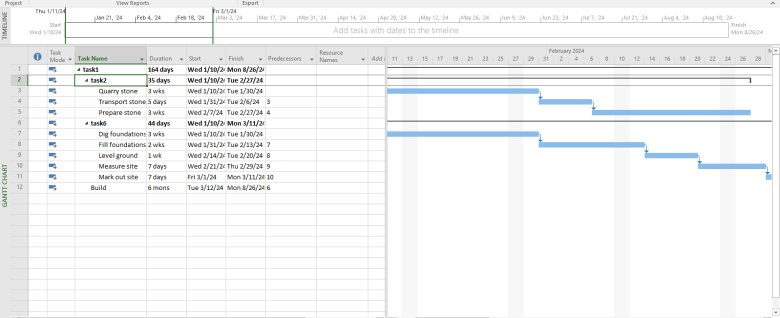 Project View Reports Export
TIMELINE
Thu 1/11/24 Fri 3/1/24
Jan 21, '24 Feb 4, '24 Feb 18, '24 Mar 3, '24 Mar 17, '24 Mar 31, '24 Apr 14, '24 Apr 28, '24 May 12, '24 May 26, '24 Jun 9, '24 Jun 23, '24 Jul 7, '24 Jul 21, '24 Aug 4, '24 Aug 18, '24
Start Finish
Wed 1/10/24 Add tasks with dates to the timeline Mon 8/26/24
GANTT CHART
Task Mode Task Name Duration Start Finish Predecessors Resource Names Add
February 2024
11 13 15 17 19 21 23 25 27 29 31 2 4 6 8 10 12 14 16 18 20 22 24 26 28
1 task1 164 days Wed 1/10/24 Mon 8/26/24
2 task2 35 days Wed 1/10/24 Tue 2/27/24
3 Quarry stone 3 wks Wed 1/10/24 Tue 1/30/24
4 Transport stone 5 days Wed 1/31/24 Tue 2/6/24 3
5 Prepare stone 3 wks Wed 2/7/24 Tue 2/27/24 4
6 task6 44 days Wed 1/10/24 Mon 3/11/24
7 Dig foundations 3 wks Wed 1/10/24 Tue 1/30/24
8 Fill foundations 2 wks Wed 1/31/24 Tue 2/13/24 7
9 Level ground 1 wk Wed 2/14/24 Tue 2/20/24 8
10 Measure site 7 days Wed 2/21/24 Thu 2/29/24 9
11 Mark out site 7 days Fri 3/1/24 Mon 3/11/24 10
12 Build 6 mons Tue 3/12/24 Mon 8/26/24 6